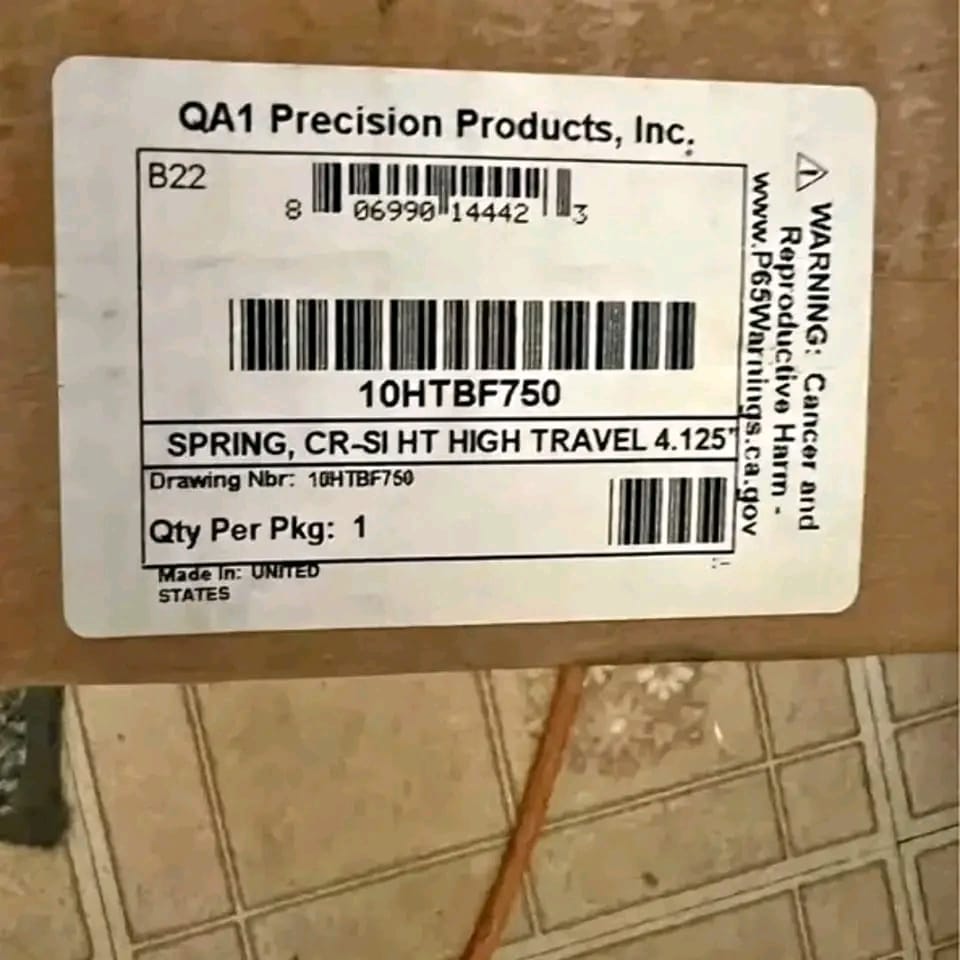 QA1 Precision Products, Inc.
B22
8 06990 14442 3
10HTBF750
SPRING, CR-SI HT HIGH TRAVEL 4.125"
Drawing Nbr: 10HTBF750
Qty Per Pkg: 1
Made In: UNITED
STATES
WARNING: Cancer and
Reproductive Harm -
www.P65Warnings.ca.gov